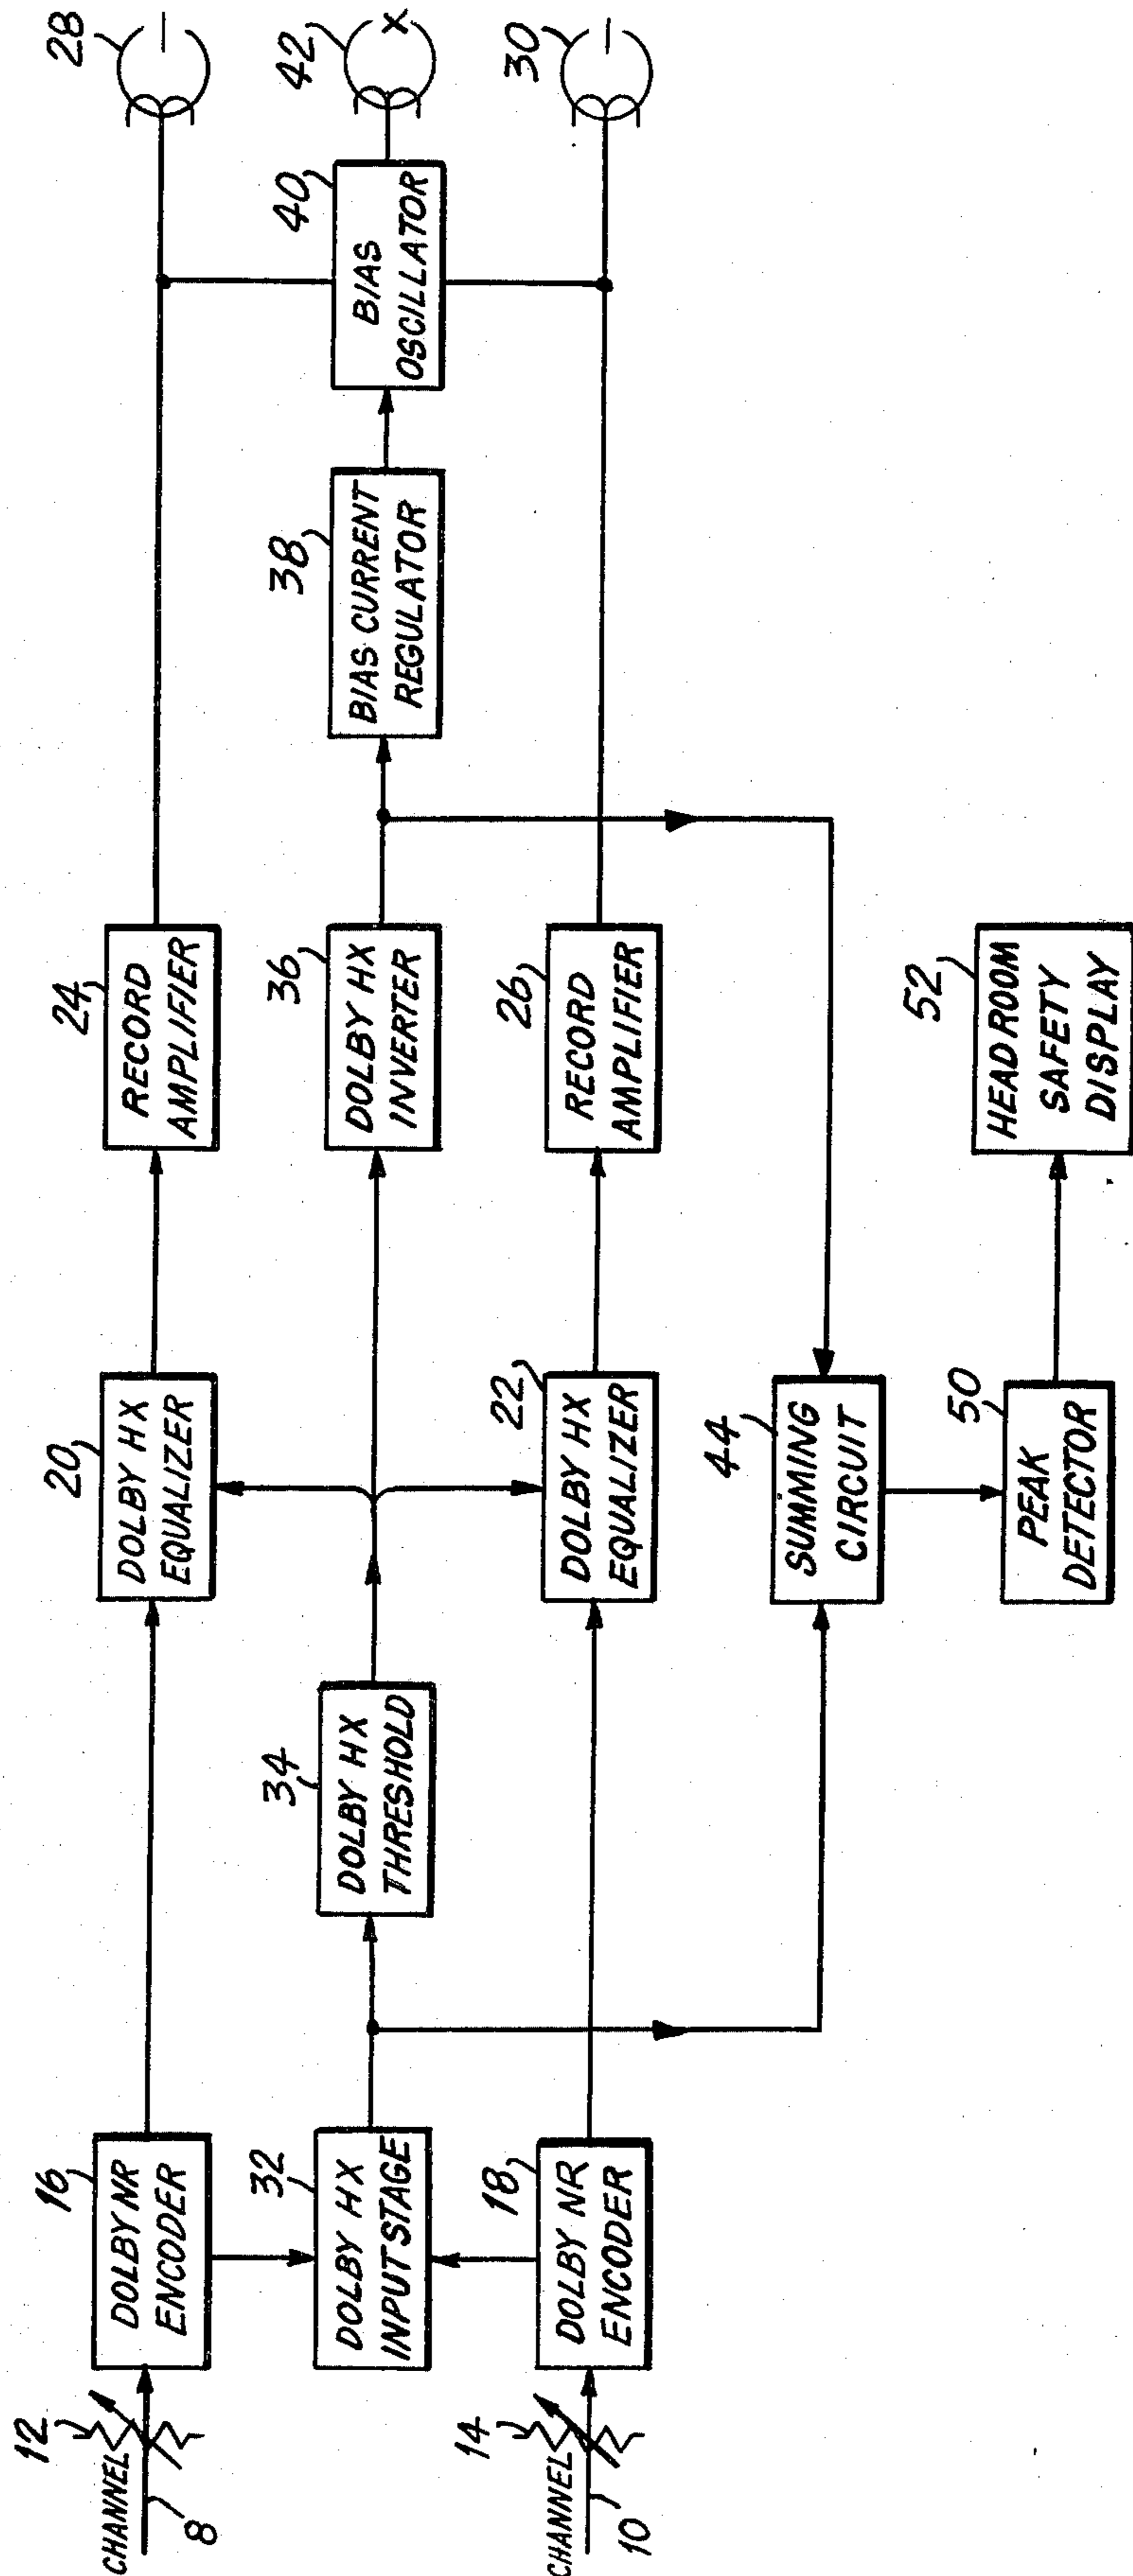 CHANNEL
12
8
16
DOLBY NR
ENCODER
20
DOLBY HX
EQUALIZER
24
RECORD
AMPLIFIER
28
32
DOLBY HX
INPUT STAGE
34
DOLBY HX
THRESHOLD
36
DOLBY HX
INVERTER
38
BIAS CURRENT
REGULATOR
40
BIAS
OSCILLATOR
42
X
CHANNEL
14
10
18
DOLBY NR
ENCODER
22
DOLBY HX
EQUALIZER
26
RECORD
AMPLIFIER
30
44
SUMMING
CIRCUIT
50
PEAK
DETECTOR
52
HEAD ROOM
SAFETY
DISPLAY